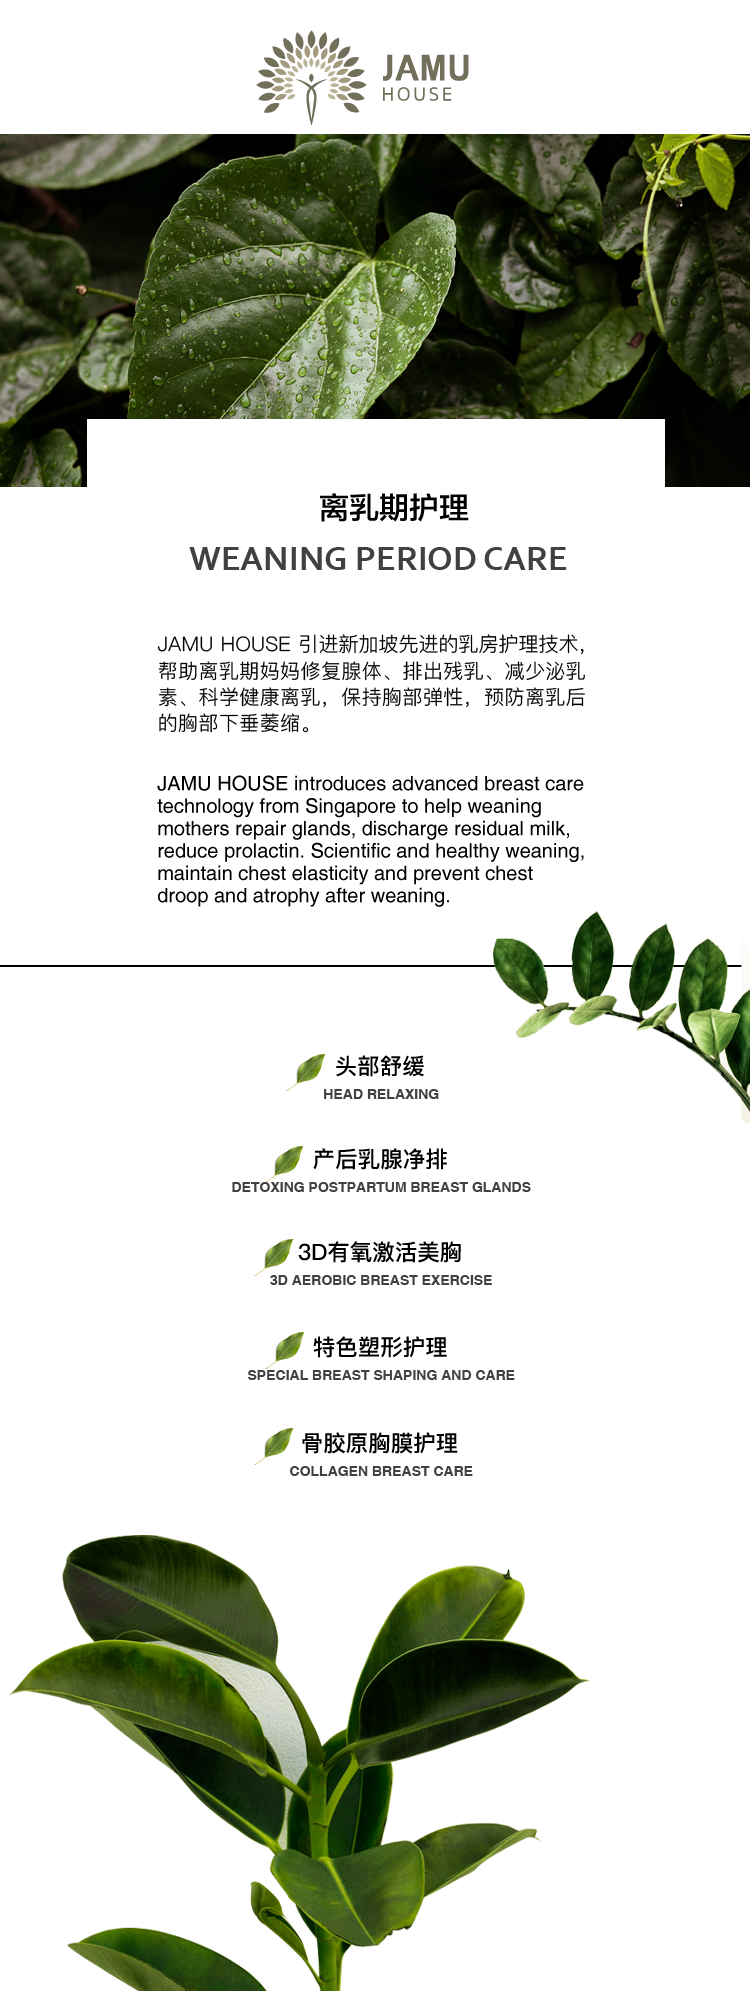 JAMU
HOUSE
离乳期护理
WEANING PERIOD CARE
JAMU HOUSE 引进新加坡先进的乳房护理技术,
帮助离乳期妈妈修复腺体、排出残乳、减少泌乳
素、科学健康离乳，保持胸部弹性，预防离乳后
的胸部下垂萎缩。
JAMU HOUSE introduces advanced breast care
technology from Singapore to help weaning
mothers repair glands, discharge residual milk,
reduce prolactin. Scientific and healthy weaning,
maintain chest elasticity and prevent chest
droop and atrophy after weaning.
头部舒缓
HEAD RELAXING
产后乳腺净排
DETOXING POSTPARTUM BREAST GLANDS
3D有氧激活美胸
3D AEROBIC BREAST EXERCISE
特色塑形护理
SPECIAL BREAST SHAPING AND CARE
骨胶原胸膜护理
COLLAGEN BREAST CARE